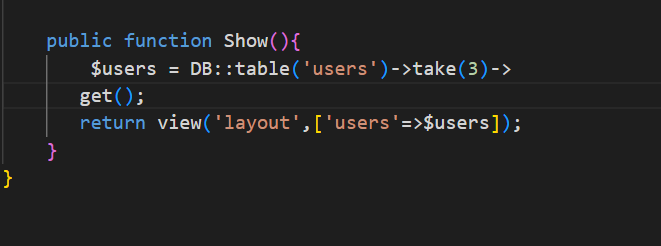 public function Show(){
$users = DB::table('users')->take(3)->
get();
return view('layout',['users'=>$users]);
}
}